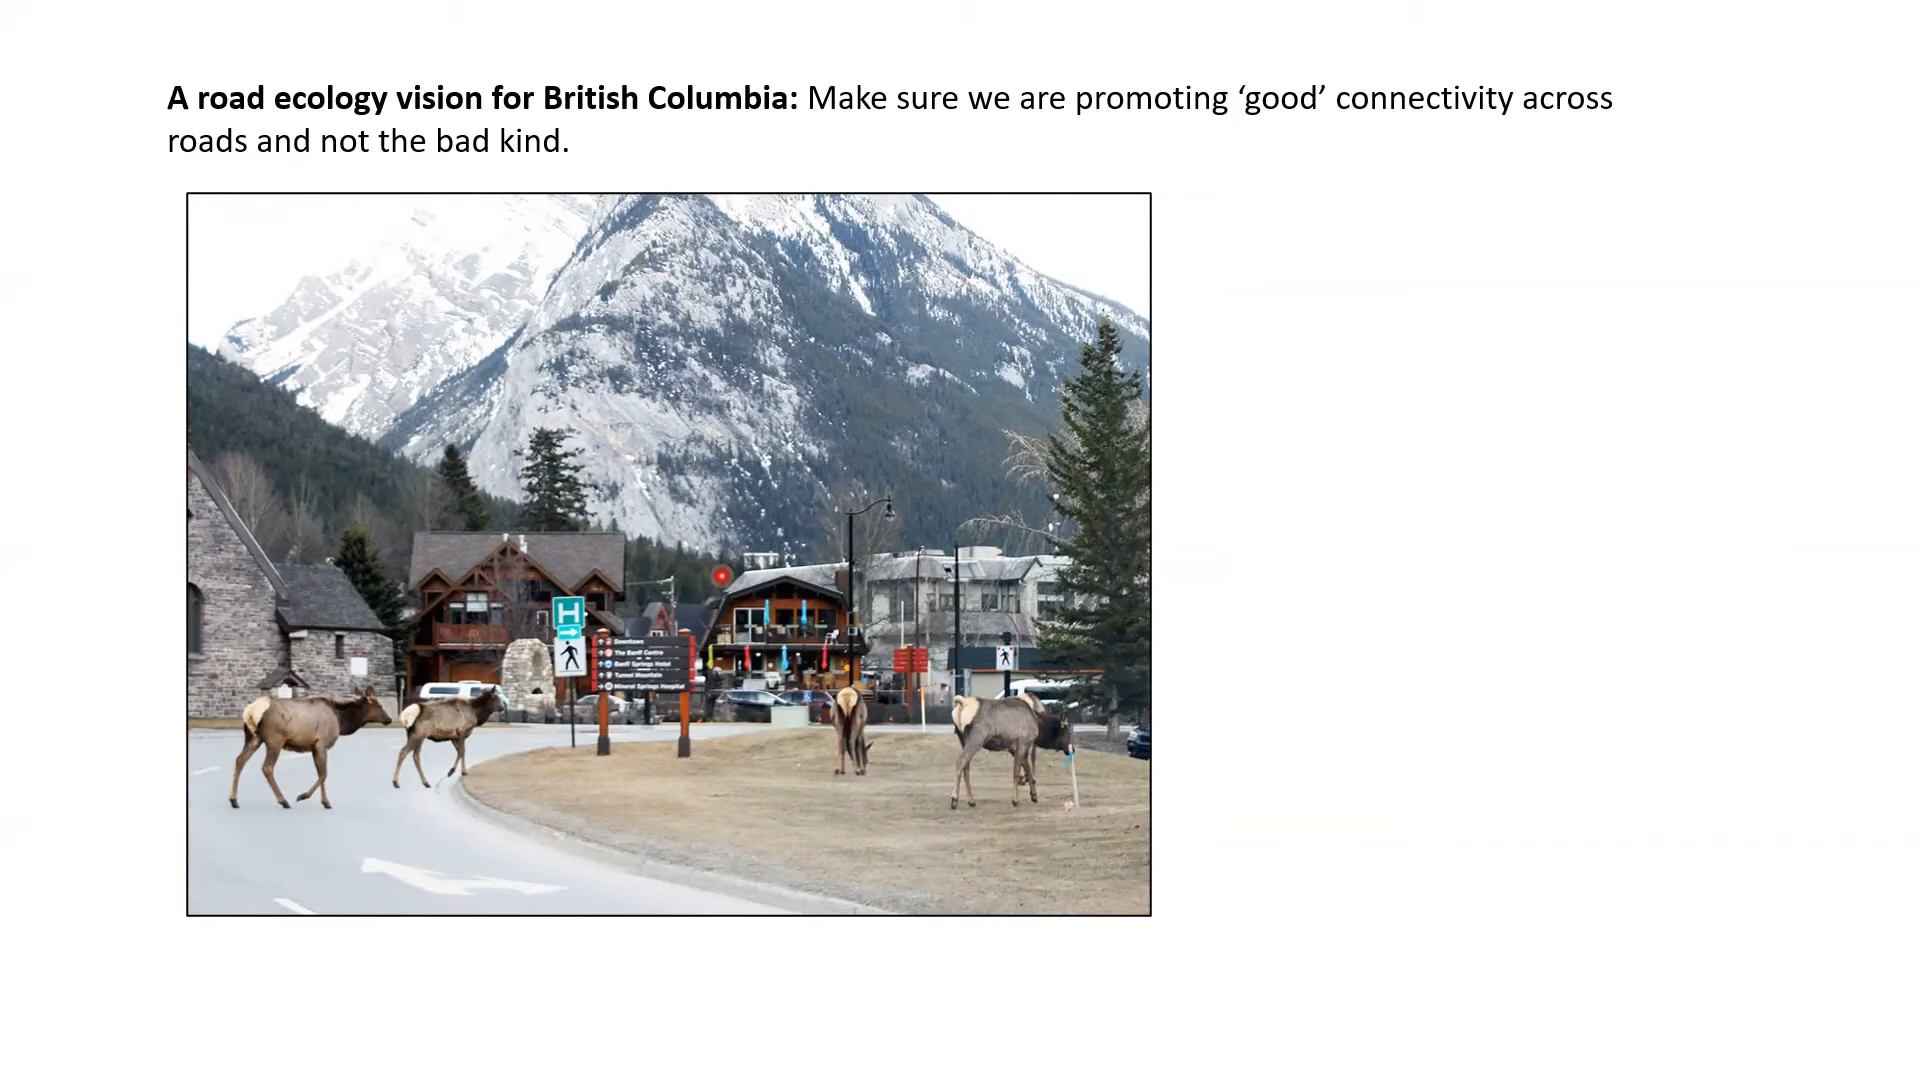 A road ecology vision for British Columbia: Make sure we are promoting ‘good’ connectivity across
roads and not the bad kind.
H
Downtown
The Banff Centre
Banff Springs Hotel
Tunnel Mountain
Mineral Springs Hospital